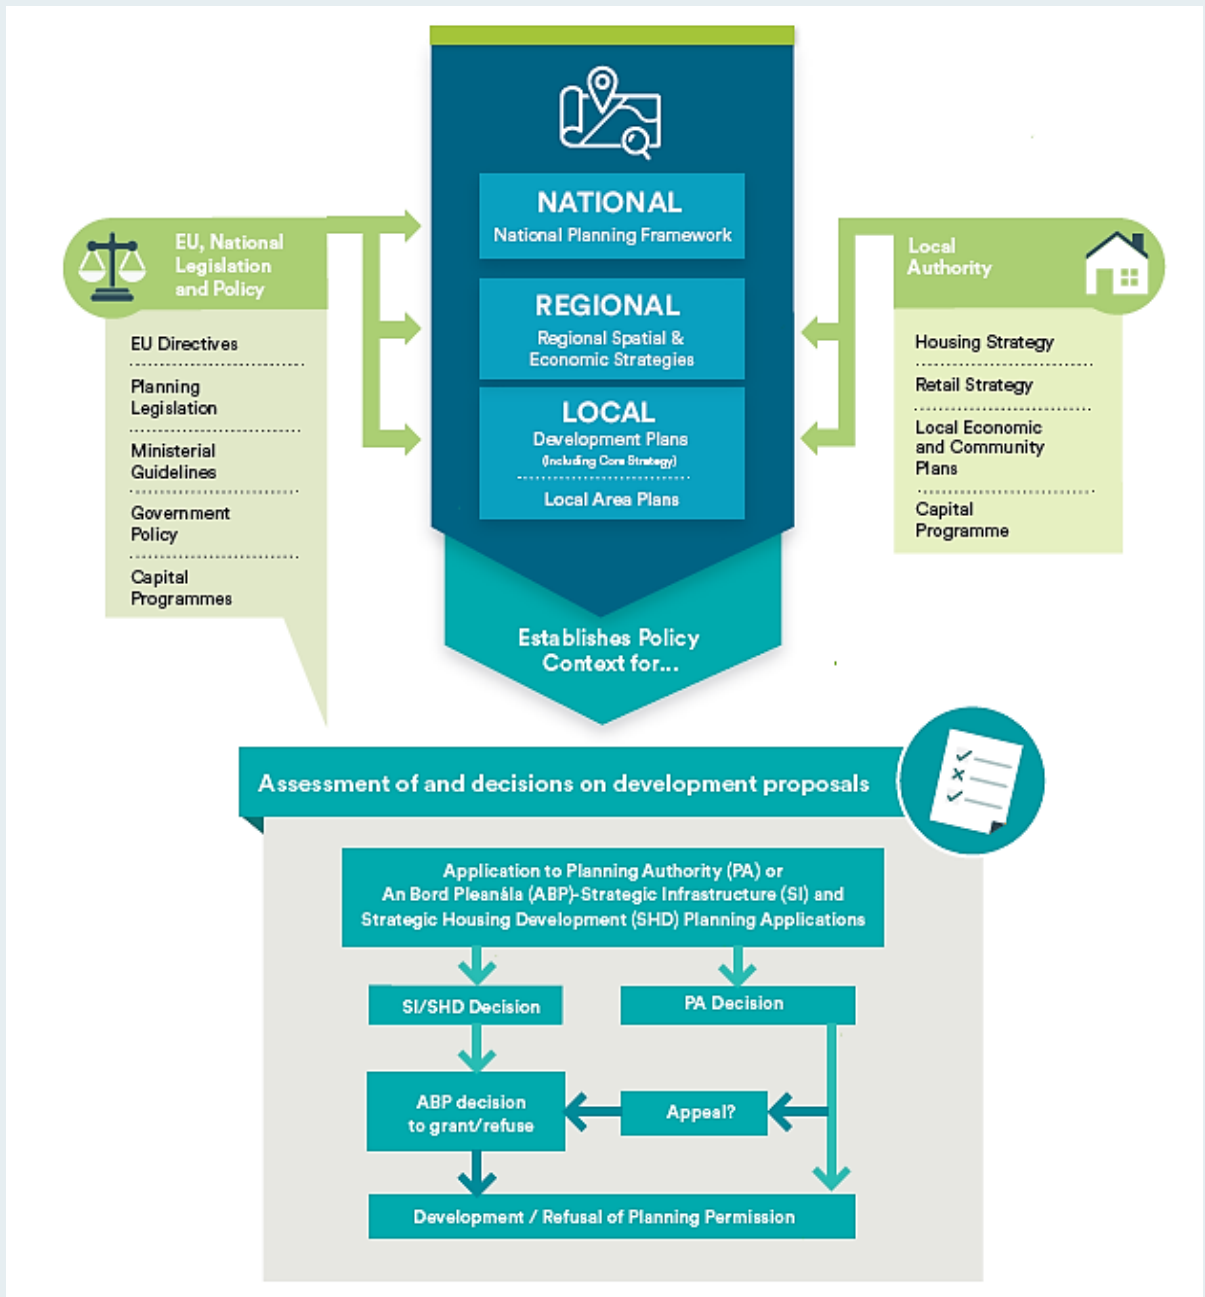 NATIONAL
National Planning Framework
REGIONAL
Regional Spatial &
Economic Strategies
LOCAL
Development Plans
(Including Core Strategy)
Local Area Plans
EU, National
Legislation
and Policy
EU Directives
Planning
Legislation
Ministerial
Guidelines
Government
Policy
Capital
Programmes
Local
Authority
Housing Strategy
Retail Strategy
Local Economic
and Community
Plans
Capital
Programme
Establishes Policy
Context for...
Assessment of and decisions on development proposals
Application to Planning Authority (PA) or
An Bord Pleanála (ABP)-Strategic Infrastructure (SI) and
Strategic Housing Development (SHD) Planning Applications
SI/SHD Decision
PA Decision
ABP decision
to grant/refuse
Appeal?
Development / Refusal of Planning Permission